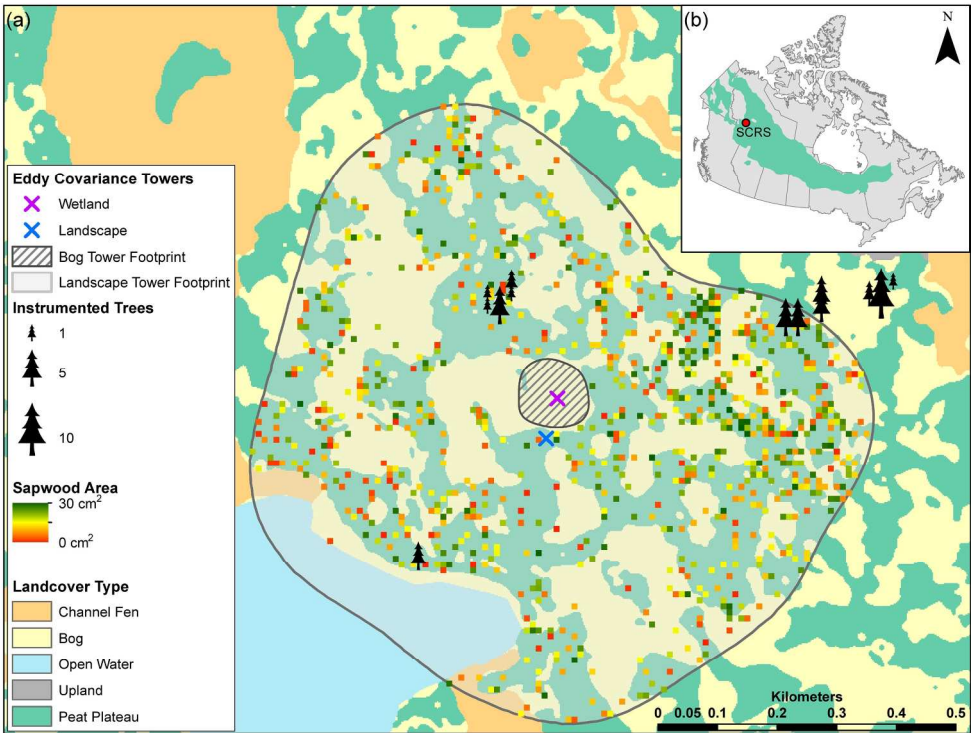 (a)
(b)
N
SCRS
Eddy Covariance Towers
Wetland
Landscape
Bog Tower Footprint
Landscape Tower Footprint
Instrumented Trees
1
5
10
Sapwood Area
30 cm²
0 cm²
Landcover Type
Channel Fen
Bog
Open Water
Upland
Peat Plateau
Kilometers
0 0.05 0.1 0.2 0.3 0.4 0.5